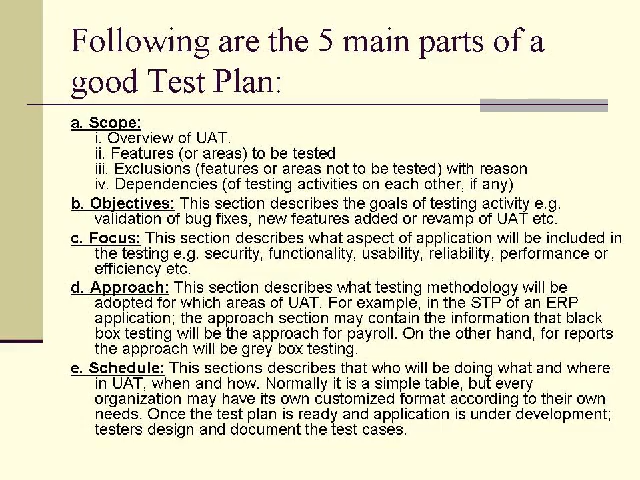 Following are the 5 main parts of a
good Test Plan:
a. Scope:
i. Overview of UAT.
ii. Features (or areas) to be tested
iii. Exclusions (features or areas not to be tested) with reason
iv. Dependencies (of testing activities on each other, if any)
b. Objectives: This section describes the goals of testing activity e.g.
validation of bug fixes, new features added or revamp of UAT etc.
c. Focus: This section describes what aspect of application will be included in
the testing e.g. security, functionality, usability, reliability, performance or
efficiency etc.
d. Approach: This section describes what testing methodology will be
adopted for which areas of UAT. For example, in the STP of an ERP
application; the approach section may contain the information that black
box testing will be the approach for payroll. On the other hand, for reports
the approach will be grey box testing.
e. Schedule: This sections describes that who will be doing what and where
in UAT, when and how. Normally it is a simple table, but every
organization may have its own customized format according to their own
needs. Once the test plan is ready and application is under development;
testers design and document the test cases.